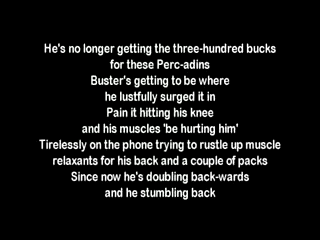 He's no longer getting the three-hundred bucks
for these Perc-adins
Buster's getting to be where
he lustfully surged it in
Pain it hitting his knee
and his muscles 'be hurting him'
Tirelessly on the phone trying to rustle up muscle
relaxants for his back and a couple of packs
Since now he's doubling back-wards
and he stumbling back